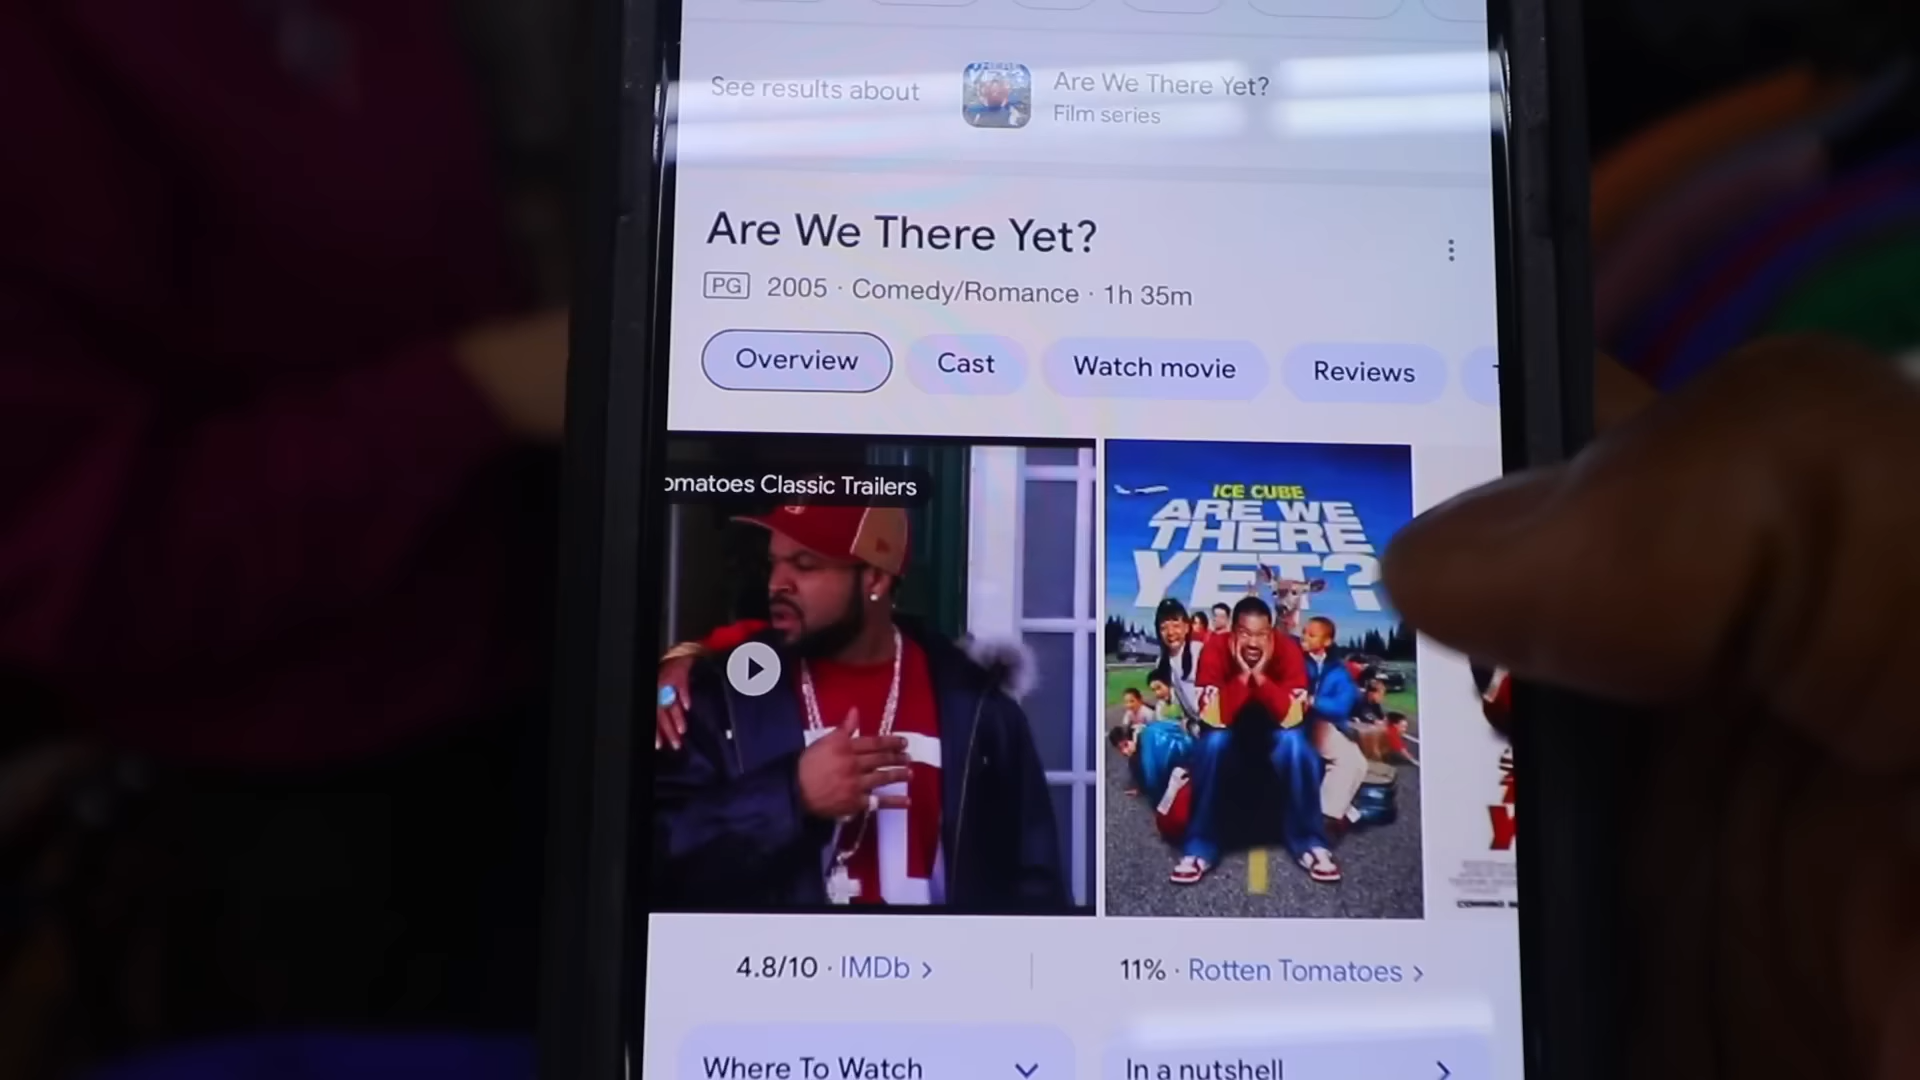 See results about
THERE
YET?
Are We There Yet?
Film series
Are We There Yet?
PG 2005 · Comedy/Romance · 1h 35m
Overview
Cast
Watch movie
Reviews
omatoes Classic Trailers
ICE CUBE
ARE WE
THERE
YET?
4.8/10 · IMDb >
11% · Rotten Tomatoes >
Where To Watch
In a nutshell >